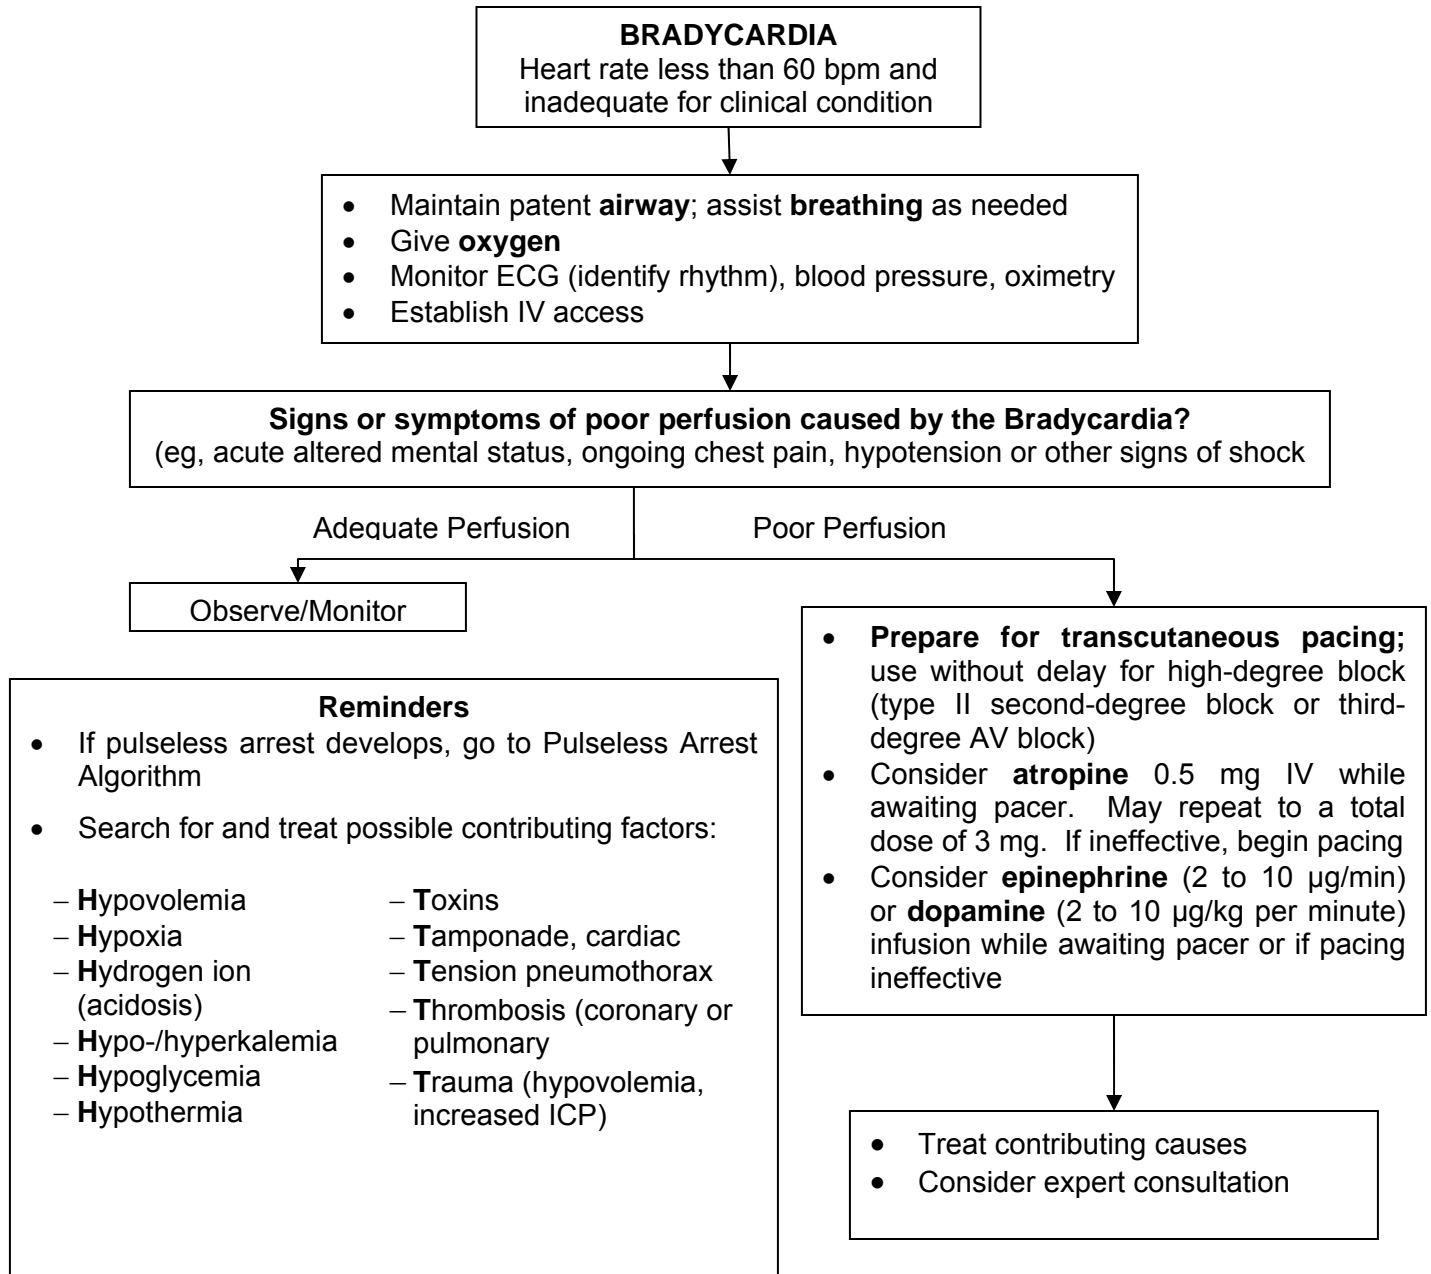 BRADYCARDIA
Heart rate less than 60 bpm and
inadequate for clinical condition
• Maintain patent airway; assist breathing as needed
• Give oxygen
• Monitor ECG (identify rhythm), blood pressure, oximetry
• Establish IV access
Signs or symptoms of poor perfusion caused by the Bradycardia?
(eg, acute altered mental status, ongoing chest pain, hypotension or other signs of shock
Adequate Perfusion
Poor Perfusion
Observe/Monitor
• Prepare for transcutaneous pacing;
use without delay for high-degree block
(type II second-degree block or third-
degree AV block)
• Consider atropine 0.5 mg IV while
awaiting pacer. May repeat to a total
dose of 3 mg. If ineffective, begin pacing
• Consider epinephrine (2 to 10 µg/min)
or dopamine (2 to 10 µg/kg per minute)
infusion while awaiting pacer or if pacing
ineffective
Reminders
• If pulseless arrest develops, go to Pulseless Arrest
Algorithm
• Search for and treat possible contributing factors:
– Hypovolemia
– Hypoxia
– Hydrogen ion
(acidosis)
– Hypo-/hyperkalemia
– Hypoglycemia
– Hypothermia
– Toxins
– Tamponade, cardiac
– Tension pneumothorax
– Thrombosis (coronary or
pulmonary
– Trauma (hypovolemia,
increased ICP)
• Treat contributing causes
• Consider expert consultation